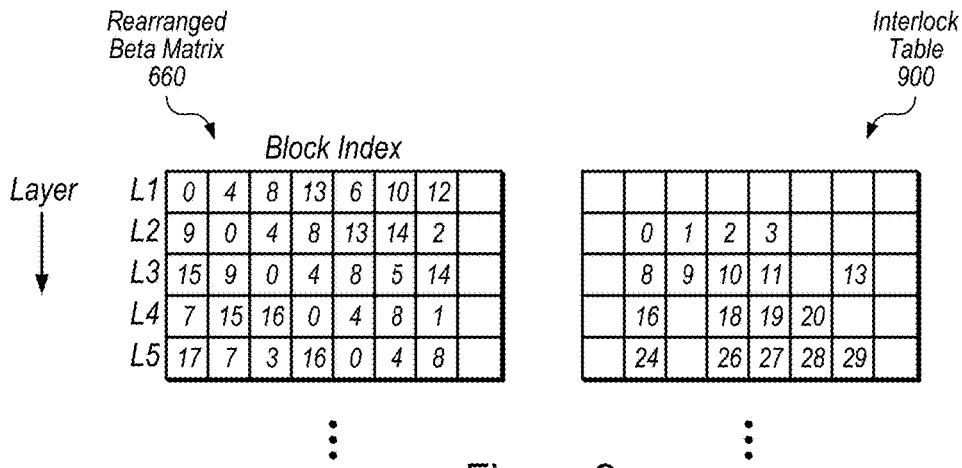 Rearranged
Beta Matrix
660
Interlock
Table
900
Block Index
Layer
L1 0 4 8 13 6 10 12
L2 9 0 4 8 13 14 2 0 1 2 3
L3 15 9 0 4 8 5 14 8 9 10 11 13
L4 7 15 16 0 4 8 1 16 18 19 20
L5 17 7 3 16 0 4 8 24 26 27 28 29